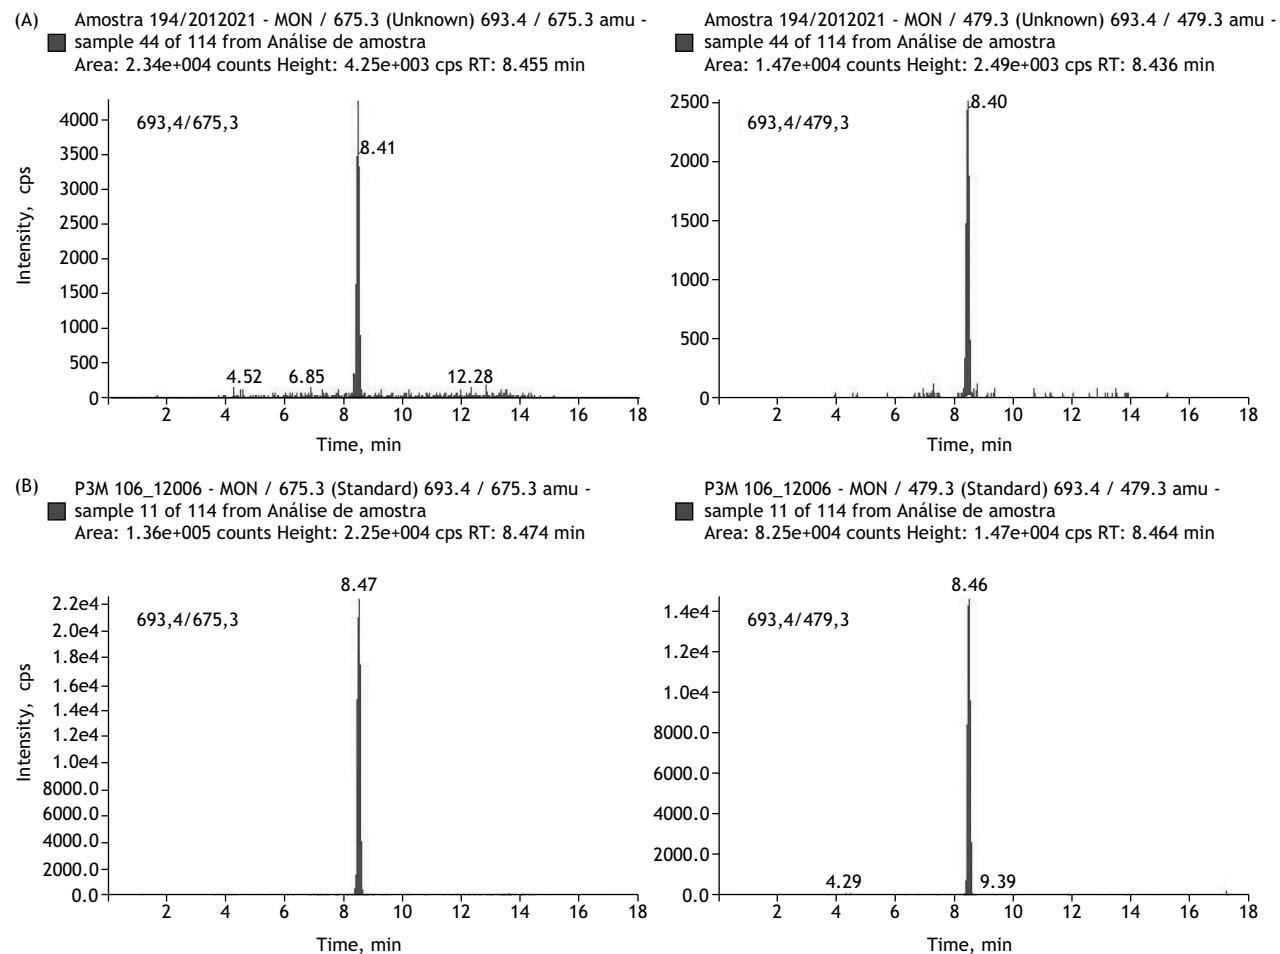 (A)
Amostra 194/2012021 - MON / 675.3 (Unknown) 693.4 / 675.3 amu -
sample 44 of 114 from Análise de amostra
Area: 2.34e+004 counts Height: 4.25e+003 cps RT: 8.455 min
693,4/675,3
8.41
4.52
6.85
12.28
4000
3500
3000
2500
2000
1500
1000
500
0
Intensity, cps
2 4 6 8 10 12 14 16 18
Time, min
Amostra 194/2012021 - MON / 479.3 (Unknown) 693.4 / 479.3 amu -
sample 44 of 114 from Análise de amostra
Area: 1.47e+004 counts Height: 2.49e+003 cps RT: 8.436 min
693,4/479,3
8.40
2500
2000
1500
1000
500
0
2 4 6 8 10 12 14 16 18
Time, min
(B)
P3M 106_12006 - MON / 675.3 (Standard) 693.4 / 675.3 amu -
sample 11 of 114 from Análise de amostra
Area: 1.36e+005 counts Height: 2.25e+004 cps RT: 8.474 min
8.47
693,4/675,3
2.2e4
2.0e4
1.8e4
1.6e4
1.4e4
1.2e4
1.0e4
8000.0
6000.0
4000.0
2000.0
0.0
Intensity, cps
2 4 6 8 10 12 14 16 18
Time, min
P3M 106_12006 - MON / 479.3 (Standard) 693.4 / 479.3 amu -
sample 11 of 114 from Análise de amostra
Area: 8.25e+004 counts Height: 1.47e+004 cps RT: 8.464 min
8.46
693,4/479,3
4.29
9.39
1.4e4
1.2e4
1.0e4
8000.0
6000.0
4000.0
2000.0
0.0
2 4 6 8 10 12 14 16 18
Time, min